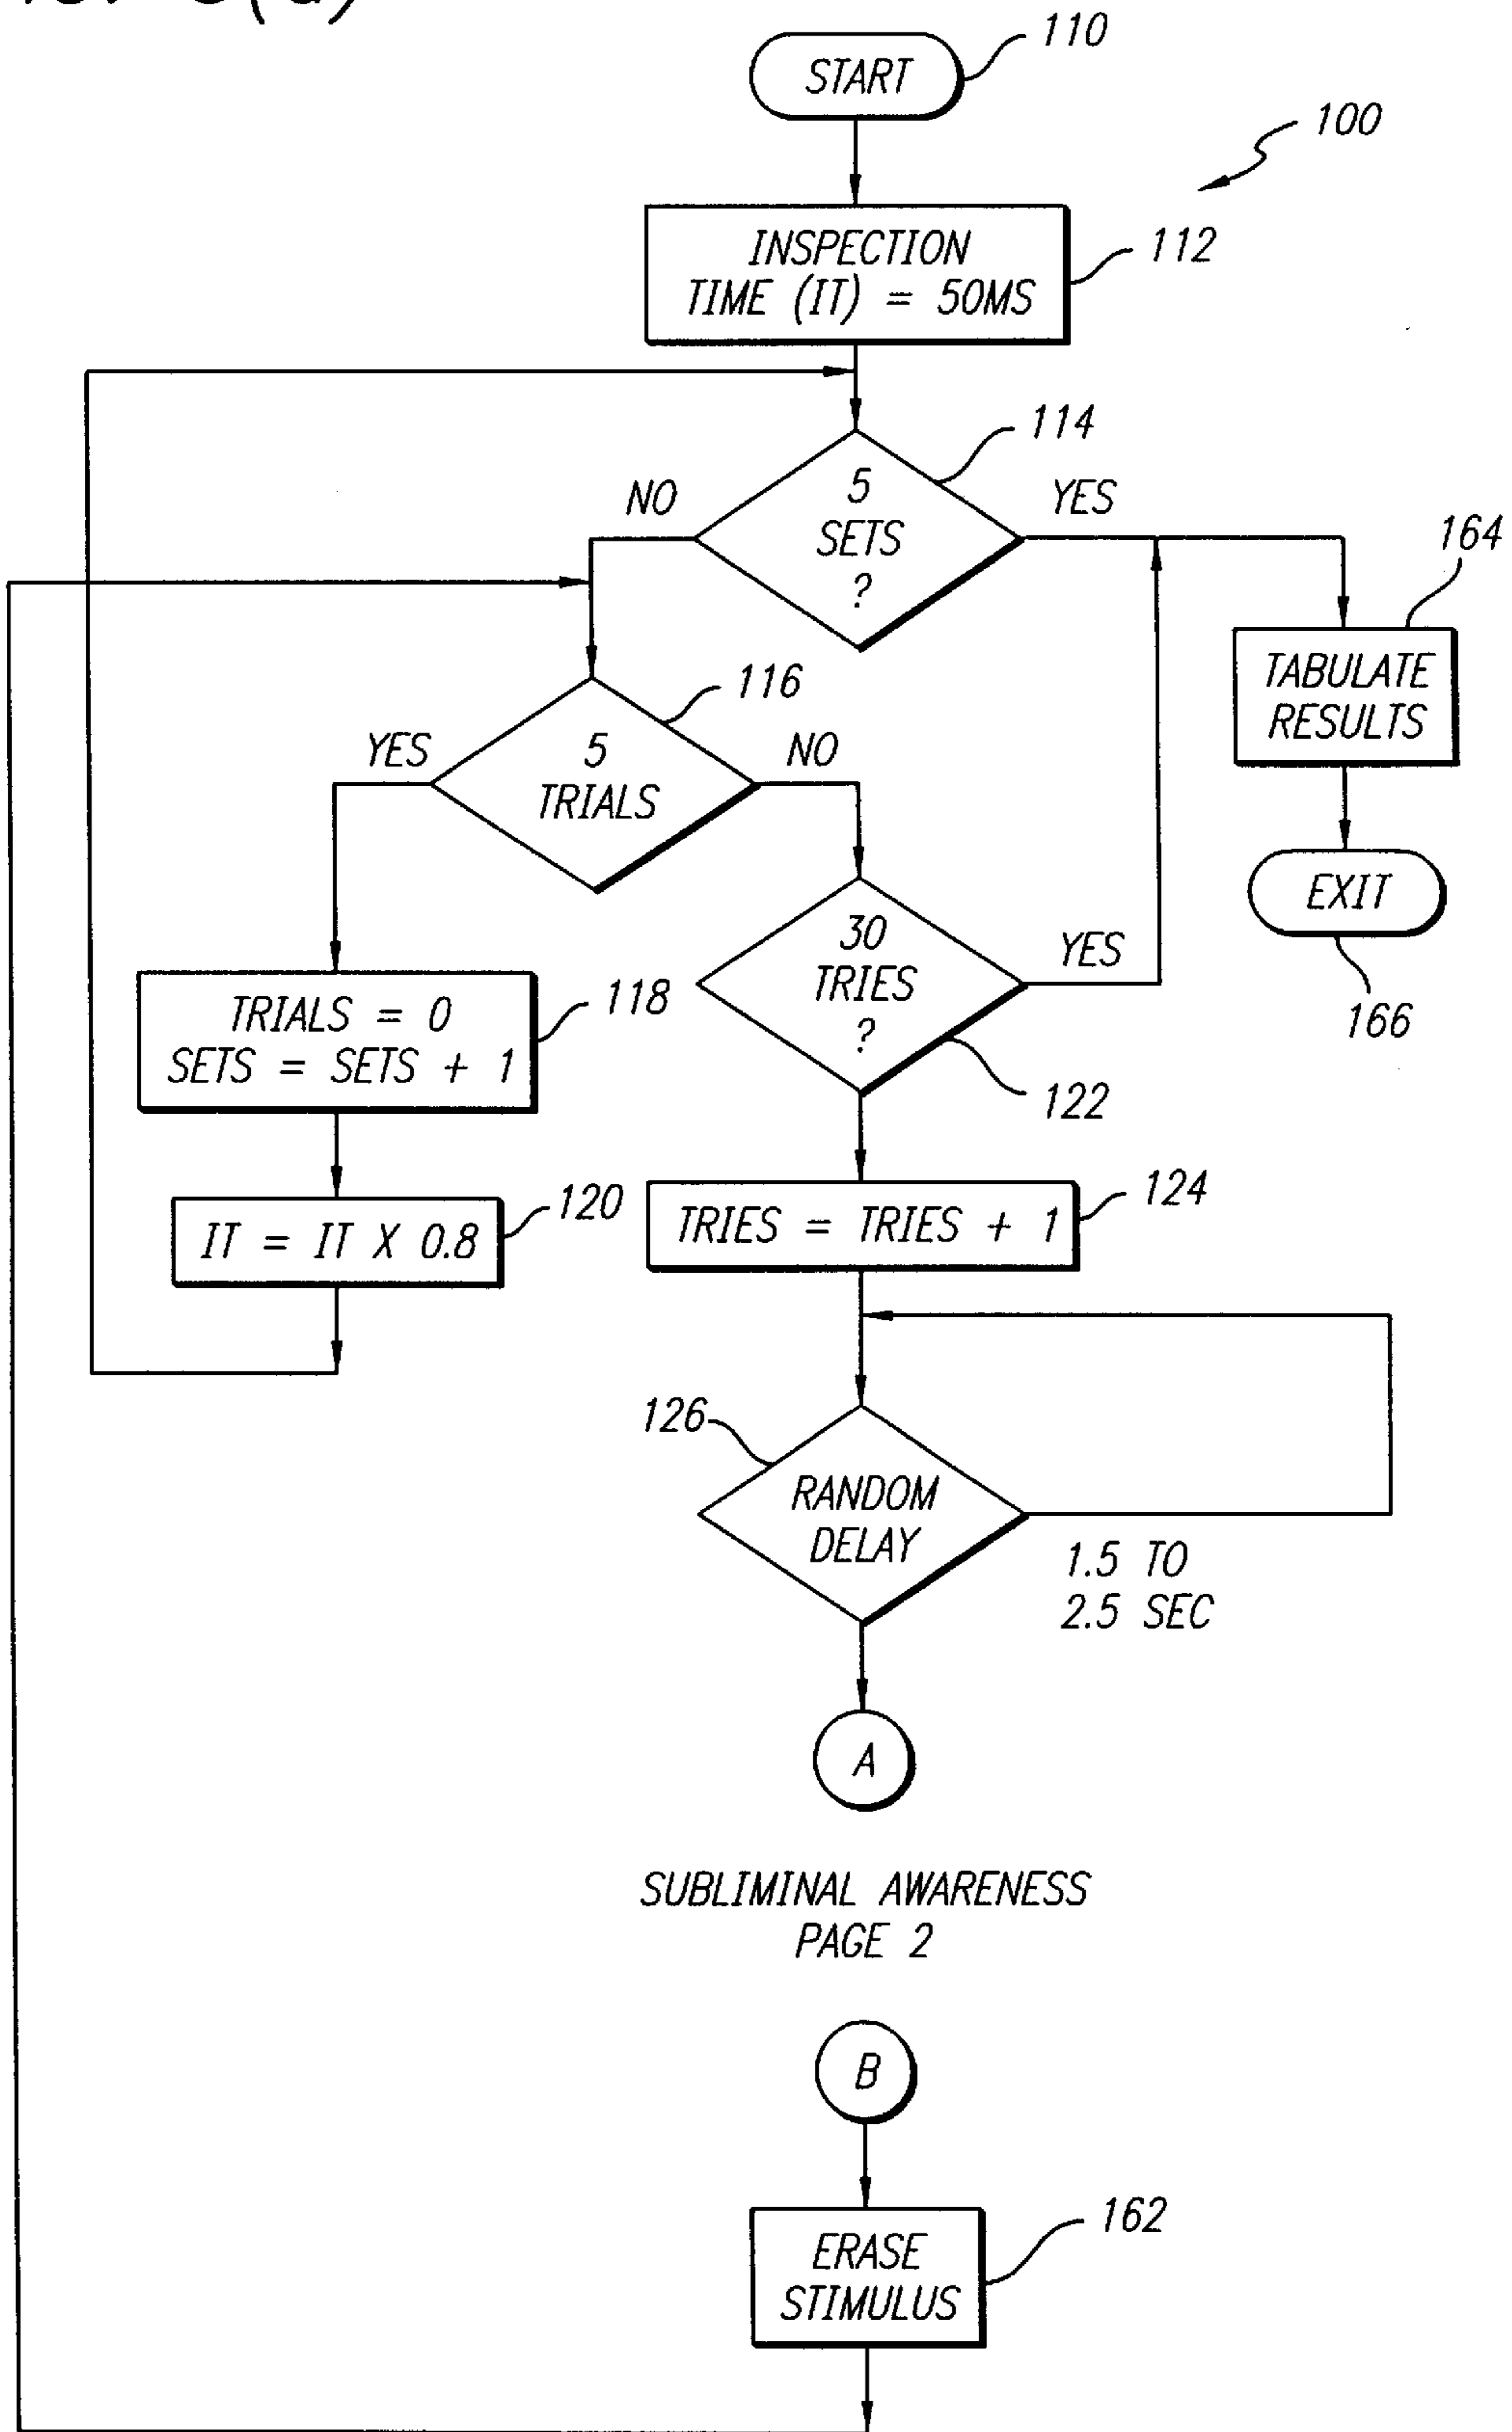 START
110
100
INSPECTION
TIME (IT) = 50MS
112
5
SETS
?
114
NO
YES
164
TABULATE
RESULTS
EXIT
166
5
TRIALS
116
YES
NO
30
TRIES
?
YES
122
TRIALS = 0
SETS = SETS + 1
118
IT = IT X 0.8
120
TRIES = TRIES + 1
124
126
RANDOM
DELAY
1.5 TO
2.5 SEC
A
SUBLIMINAL AWARENESS
PAGE 2
B
ERASE
STIMULUS
162